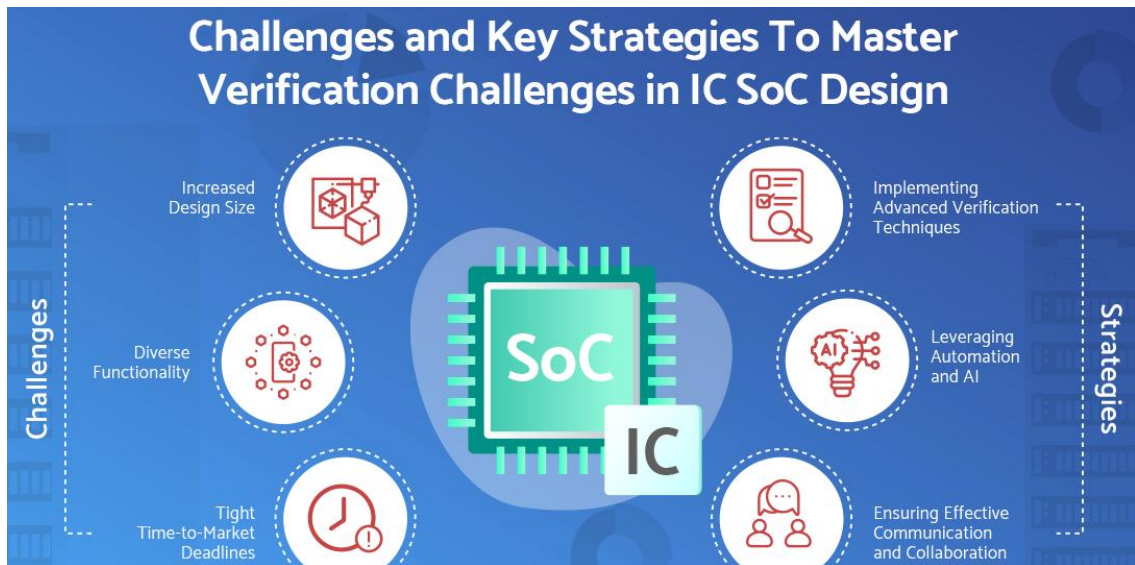 Challenges and Key Strategies To Master
Verification Challenges in IC SoC Design
Challenges
Increased
Design Size
Diverse
Functionality
Tight
Time-to-Market
Deadlines
SoC
IC
Implementing
Advanced Verification
Techniques
AI
Leveraging
Automation
and AI
Ensuring Effective
Communication
and Collaboration
Strategies